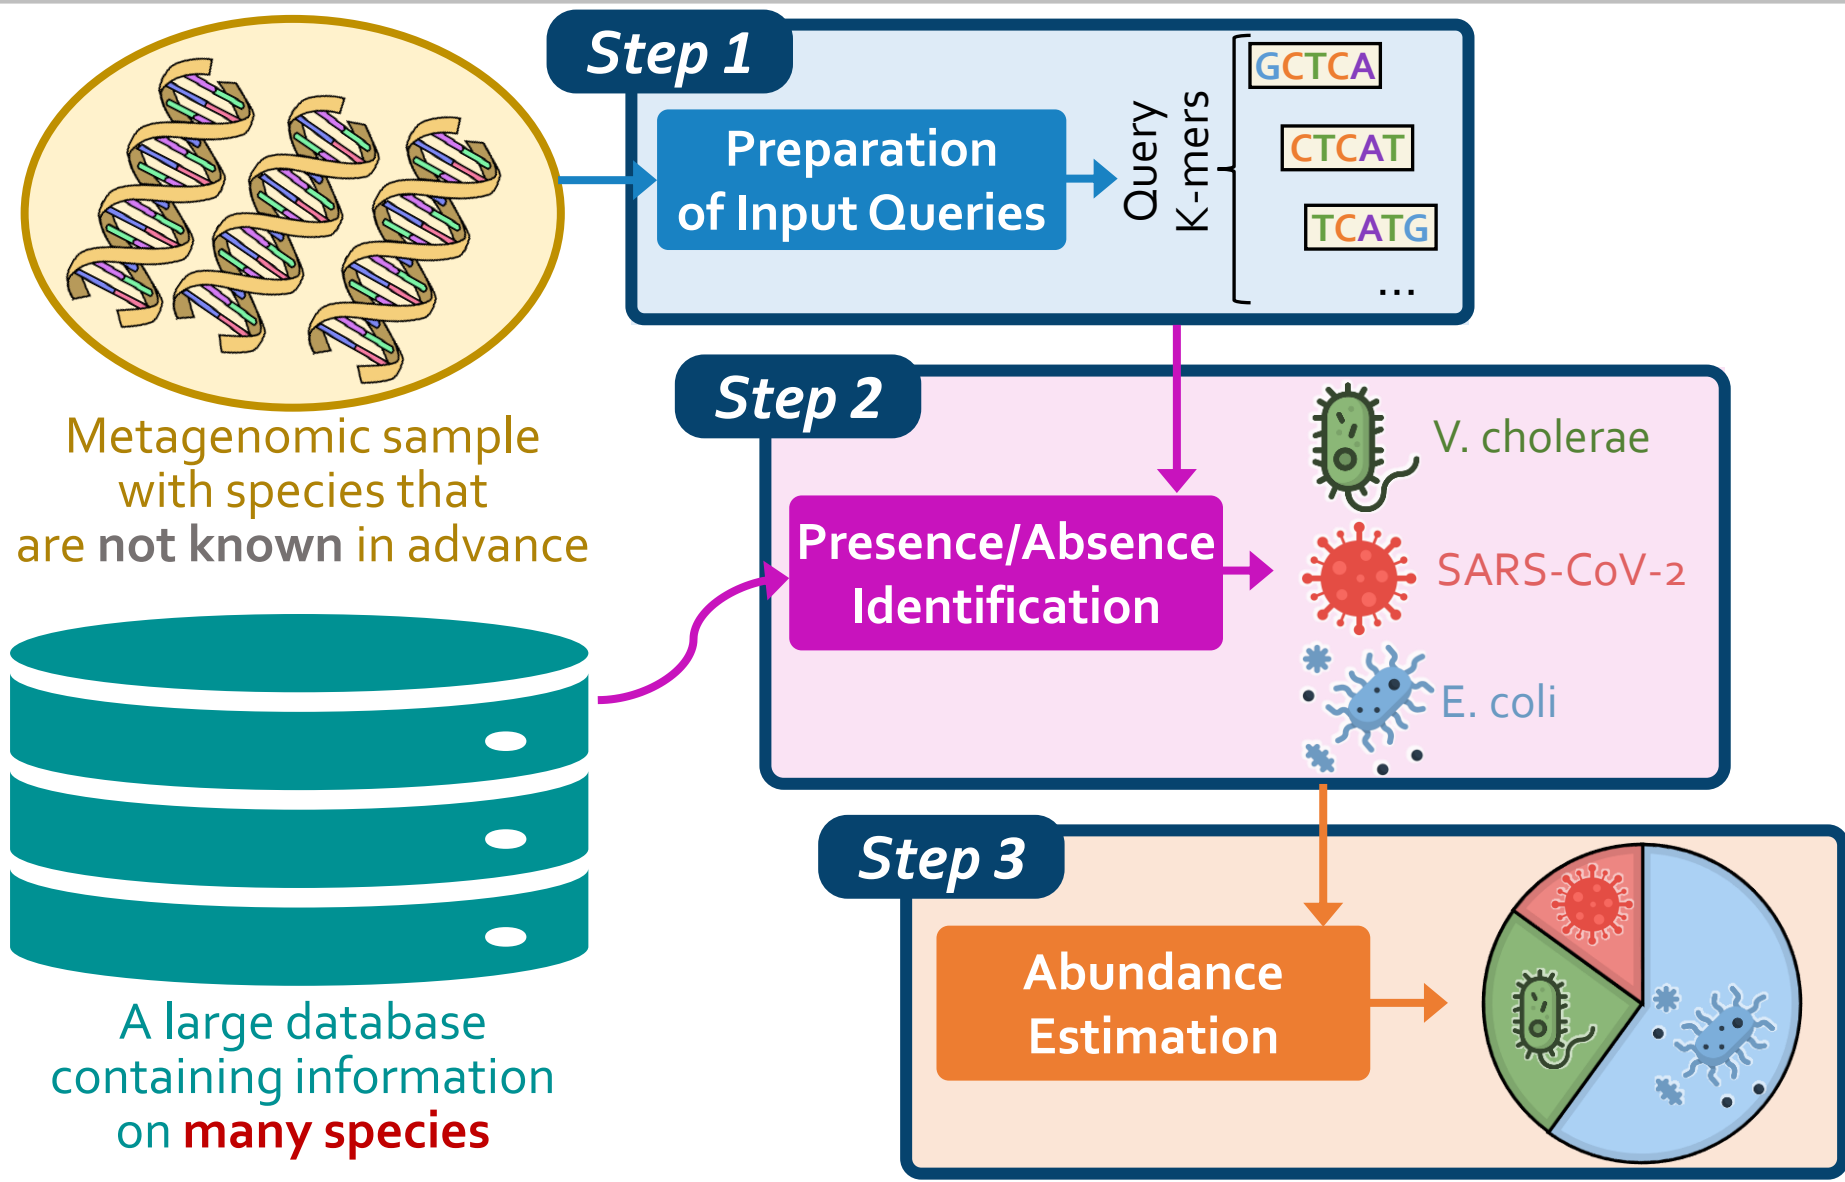 Metagenomic sample
with species that
are not known in advance
A large database
containing information
on many species
Step 1
Preparation
of Input Queries
Query
K-mers
GCTCA
CTCAT
TCATG
...
Step 2
Presence/Absence
Identification
V. cholerae
SARS-CoV-2
E. coli
Step 3
Abundance
Estimation